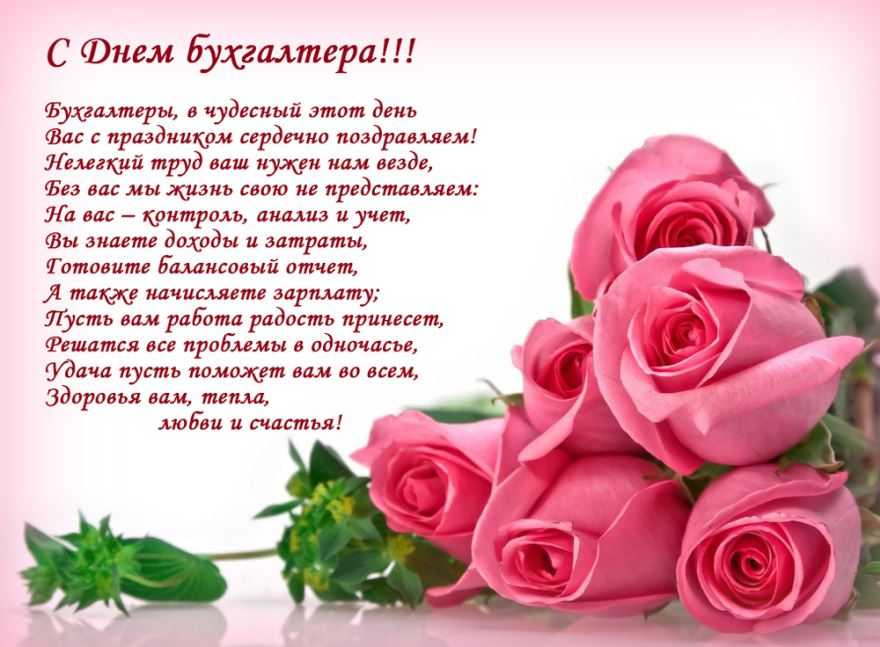 С Днем бухгалтера!!!
Бухгалтеры, в чудесный этот день
Вас с праздником сердечно поздравляем!
Нелегкий труд ваш нужен нам везде,
Без вас мы жизнь свою не представляем:
На вас – контроль, анализ и учет,
Вы знаете доходы и затраты,
Готовите балансовый отчет,
А также начисляете зарплату;
Пусть вам работа радость принесет,
Решатся все проблемы в одночасье,
Удача пусть поможет вам во всем,
Здоровья вам, тепла,
любви и счастья!